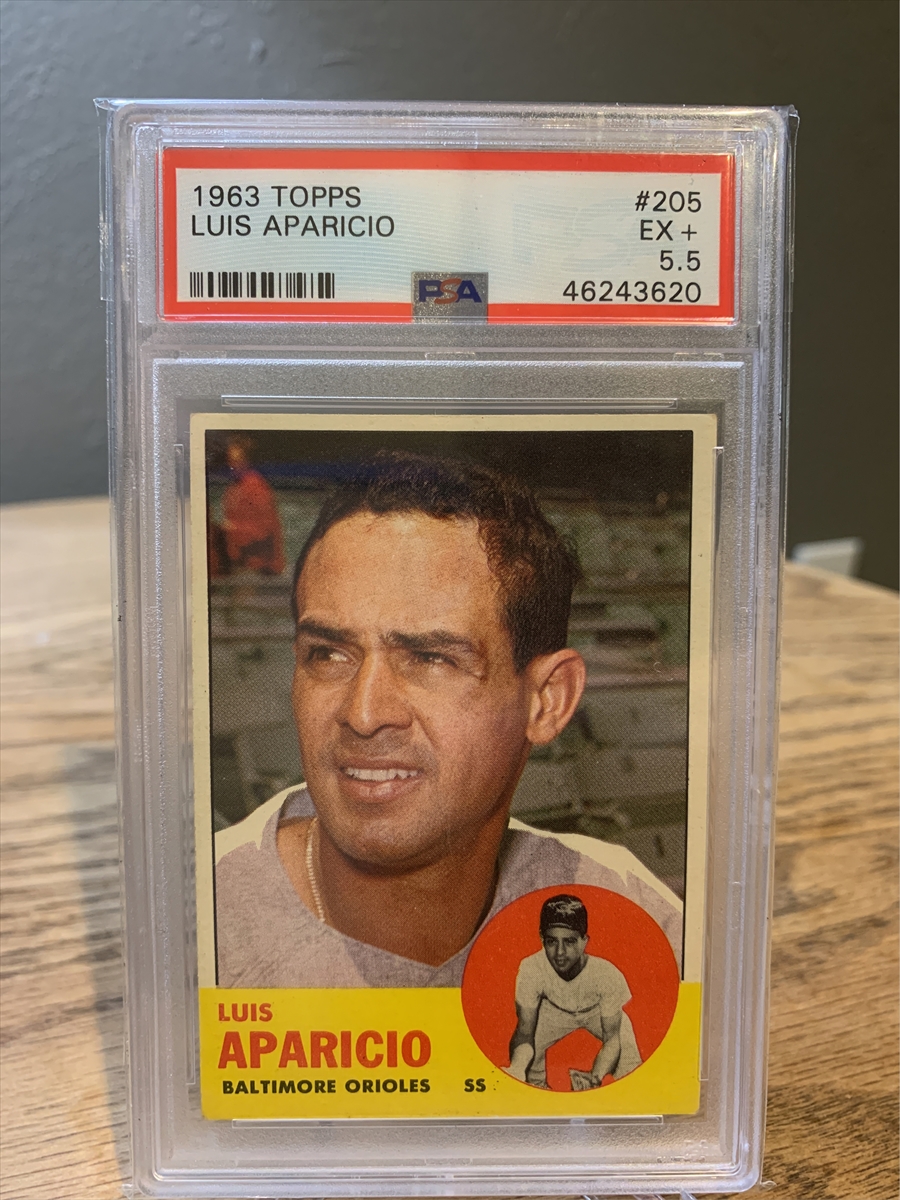 1963 TOPPS #205
LUIS APARICIO EX +
5.5
PSA 46243620
LUIS
APARICIO
BALTIMORE ORIOLES SS